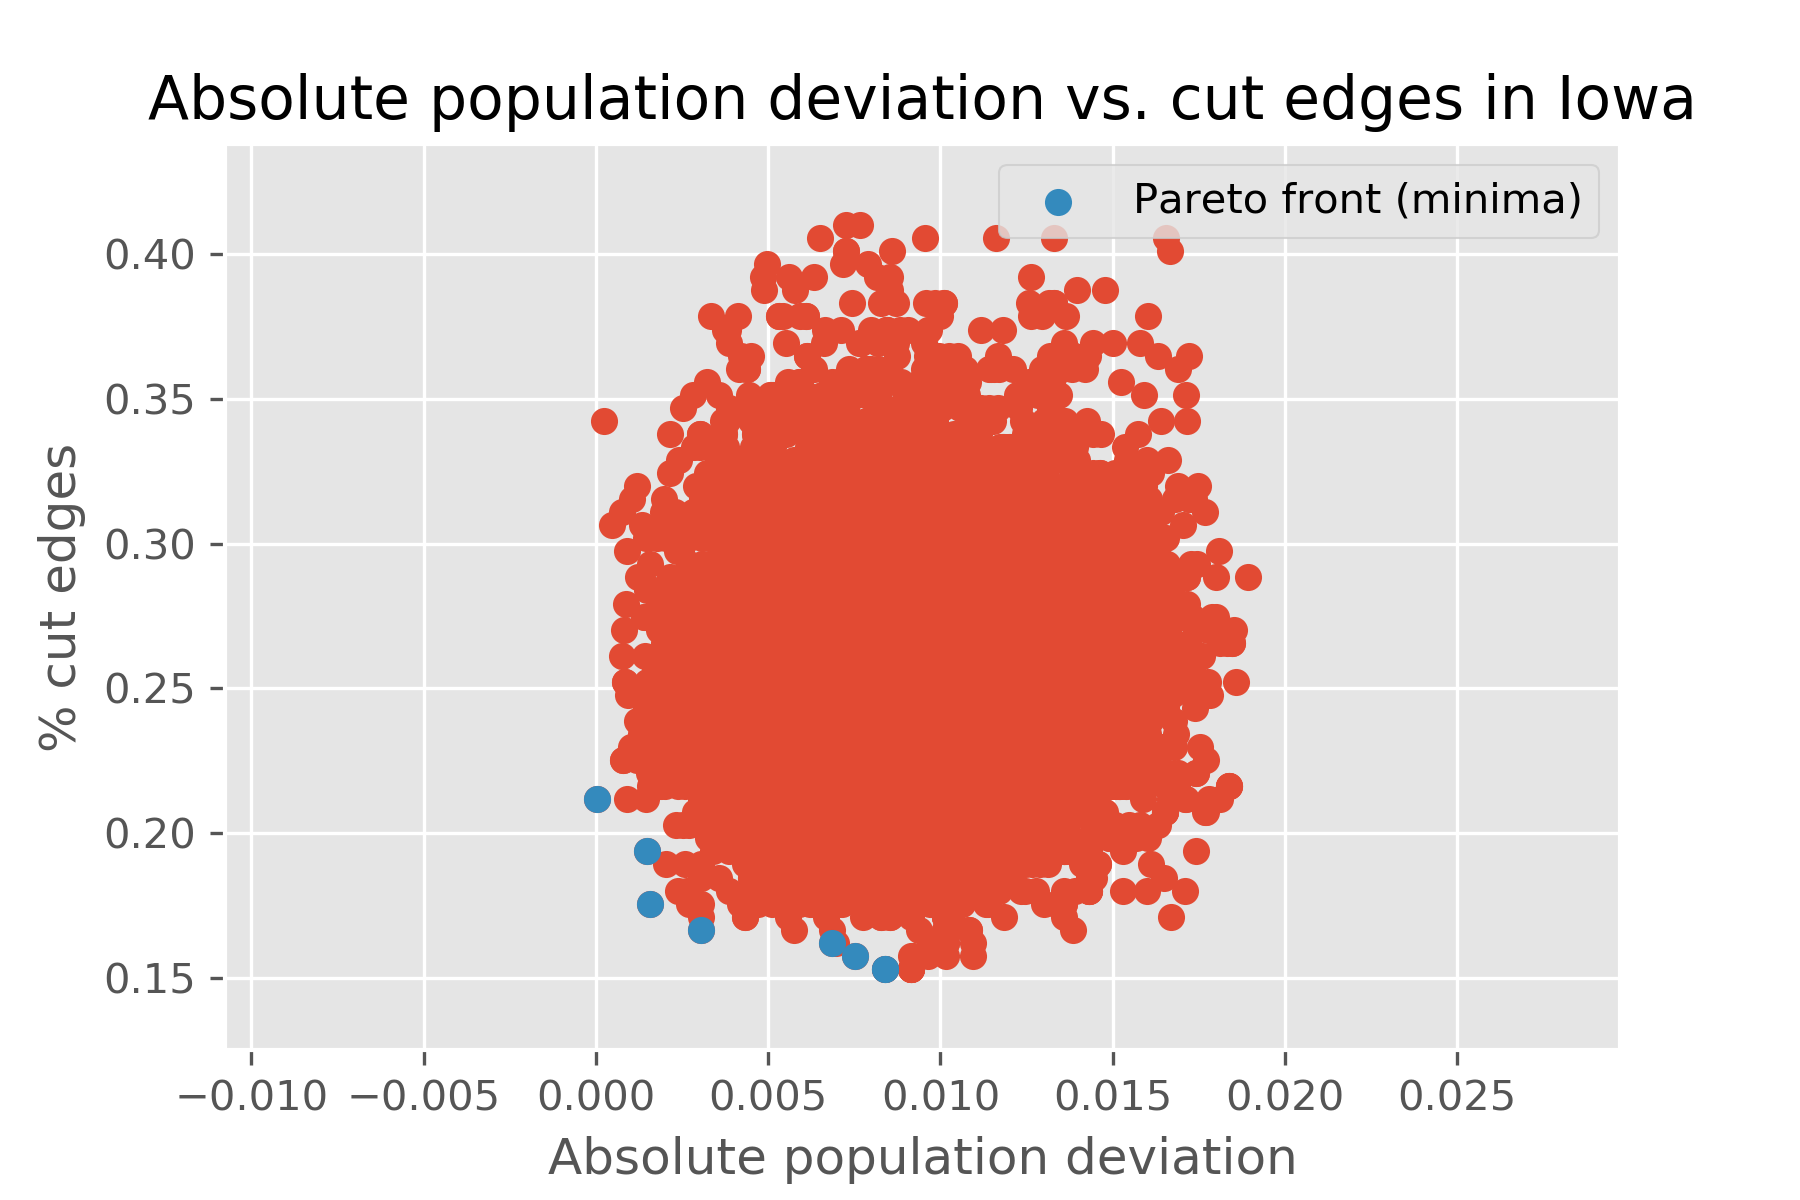 Absolute population deviation vs. cut edges in Iowa
Pareto front (minima)
% cut edges
0.40
0.35
0.30
0.25
0.20
0.15
−0.010 −0.005 0.000 0.005 0.010 0.015 0.020 0.025
Absolute population deviation